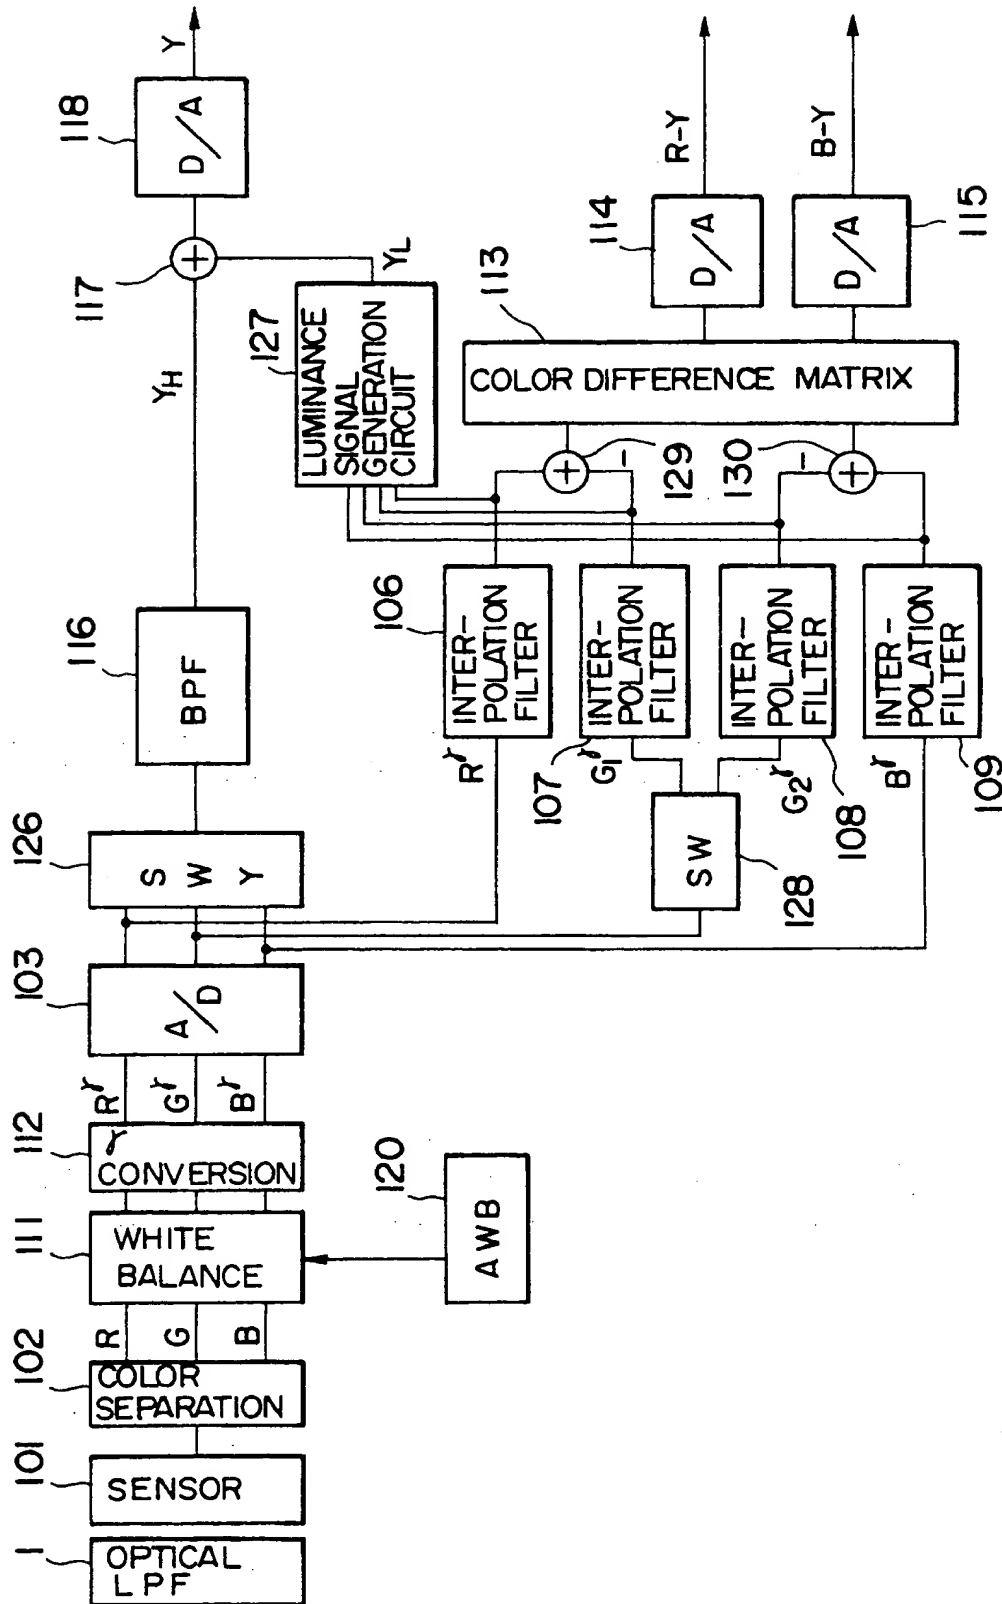 1
OPTICAL
LPF
101
SENSOR
102
COLOR
SEPARATION
R
G
B
111
WHITE
BALANCE
120
AWB
112
γ
CONVERSION
Rγ
Gγ
Bγ
103
A/D
126
SWY
116
BPF
YH
117
+
118
D/A
Y
127
LUMINANCE
SIGNAL
GENERATION
CIRCUIT
YL
128
SW
Rγ
106
INTER-
POLATION
FILTER
G1γ
107
INTER-
POLATION
FILTER
G2γ
108
INTER-
POLATION
FILTER
Bγ
109
INTER-
POLATION
FILTER
+
-
129
-
+
130
113
COLOR DIFFERENCE MATRIX
114
D/A
R-Y
115
D/A
B-Y